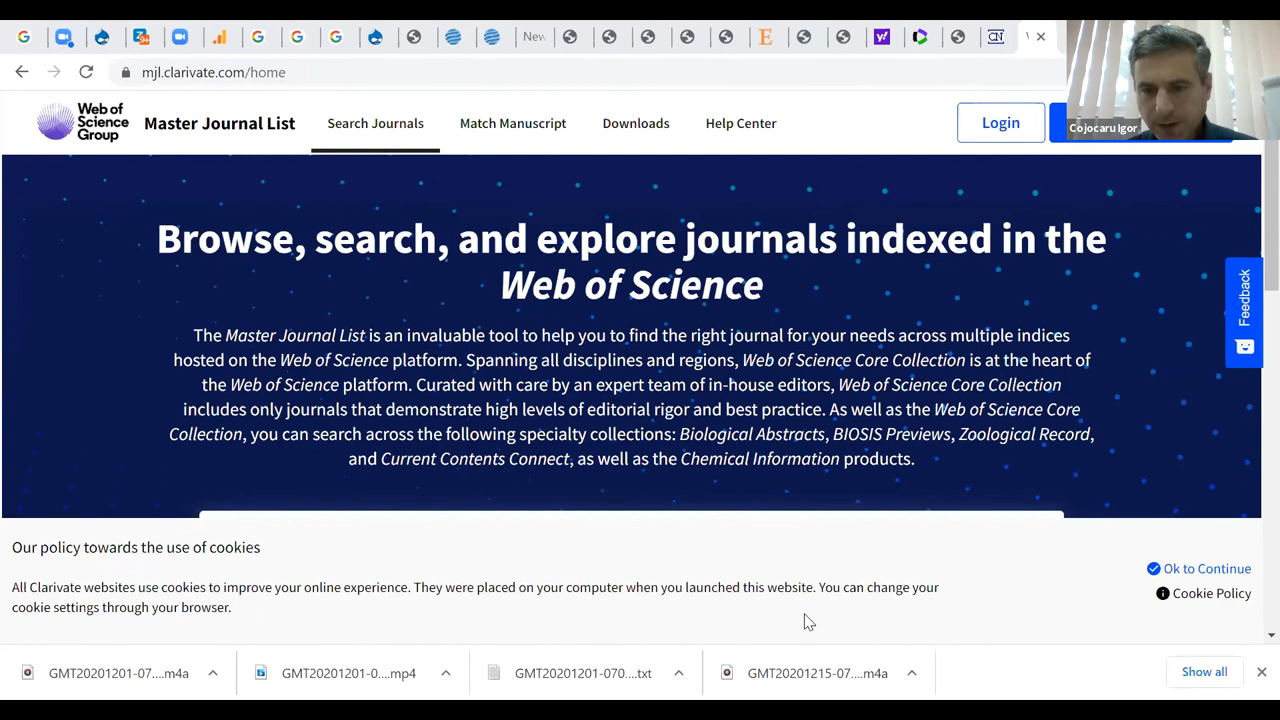 New
mjl.clarivate.com/home
Cojocaru Igor
Web of
Science
Group
Master Journal List
Search Journals
Match Manuscript
Downloads
Help Center
Login
Browse, search, and explore journals indexed in the
Web of Science
The Master Journal List is an invaluable tool to help you to find the right journal for your needs across multiple indices
hosted on the Web of Science platform. Spanning all disciplines and regions, Web of Science Core Collection is at the heart of
the Web of Science platform. Curated with care by an expert team of in-house editors, Web of Science Core Collection
includes only journals that demonstrate high levels of editorial rigor and best practice. As well as the Web of Science Core
Collection, you can search across the following specialty collections: Biological Abstracts, BIOSIS Previews, Zoological Record,
and Current Contents Connect, as well as the Chemical Information products.
Feedback
Our policy towards the use of cookies
All Clarivate websites use cookies to improve your online experience. They were placed on your computer when you launched this website. You can change your
cookie settings through your browser.
Ok to Continue
Cookie Policy
GMT20201201-07....m4a
GMT20201201-0....mp4
GMT20201201-070....txt
GMT20201215-07....m4a
Show all